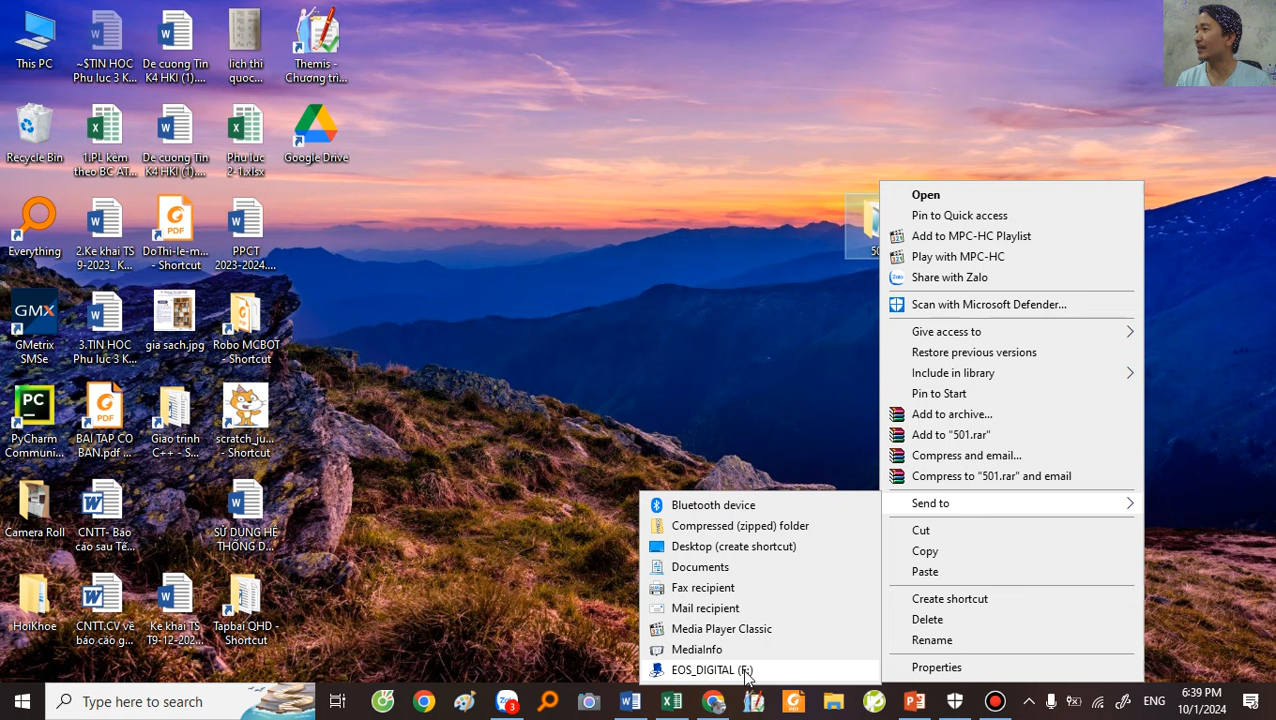 This PC
~$TIN HOC
Phu luc 3 K...
De cuong Tin
K4 HKI (1)....
lich thi
quoc...
Themis -
Chương trì...
Recycle Bin
1.PL kèm
theo BC AT...
De cuong Tin
K4 HKI (1)....
Phu luc
2-1.xlsx
Google Drive
Everything
2.Ke khai TS
9-2023_ K...
DoThi-le-m...
- Shortcut
PPCT
2023-2024....
GMX
GMetrix
SMSe
3.TIN HOC
Phu luc 3 K...
gia sach.jpg
Robo MCBOT
- Shortcut
PC
PyCharm
Communi...
PDF
BAI TAP CO
BAN.pdf ...
Giao trinh
C++ - S...
scratch_ju...
- Shortcut
Camera Roll
CNTT- Báo
cáo sau Tế...
SỬ DỤNG HỆ
THỐNG D...
HoiKhoe
CNTT.CV về
báo cáo g...
Ke khai TS
T9-12-202...
Tapbai QHD -
Shortcut
Open
Pin to Quick access
Add to MPC-HC Playlist
Play with MPC-HC
Share with Zalo
Scan with Microsoft Defender...
Give access to
Restore previous versions
Include in library
Pin to Start
Add to archive...
Add to "501.rar"
Compress and email...
Compress to "501.rar" and email
Send to
Cut
Copy
Paste
Create shortcut
Delete
Rename
Properties
Bluetooth device
Compressed (zipped) folder
Desktop (create shortcut)
Documents
Fax recipient
Mail recipient
Media Player Classic
MediaInfo
EOS_DIGITAL (F:)
Type here to search
3
ENG
6:39 PM
10/1/2024